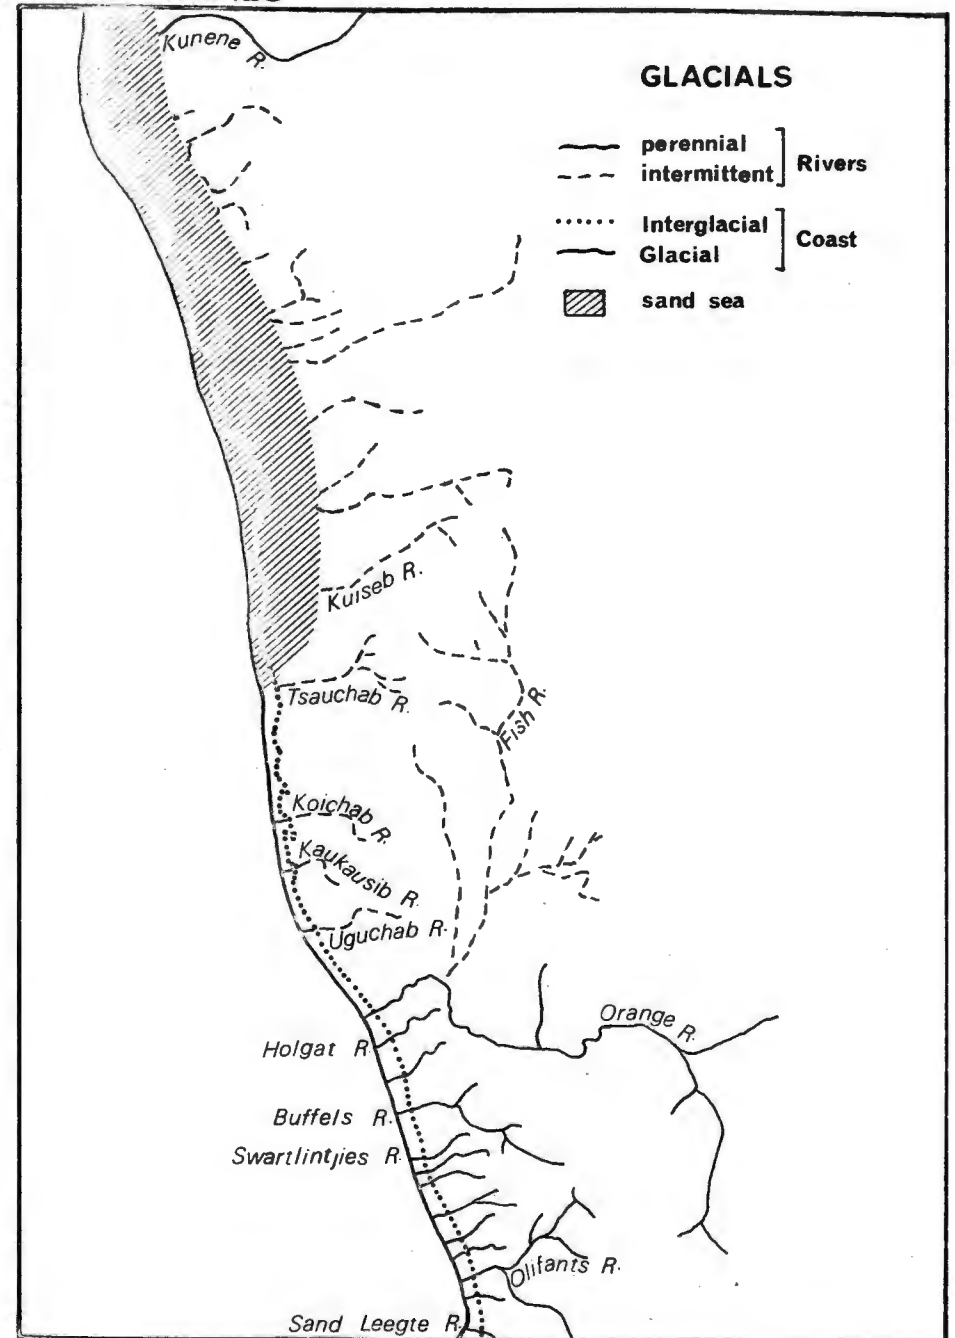 Kunene R.
GLACIALS
perennial
intermittent
Rivers
Interglacial
Glacial
Coast
sand sea
Kuiseb R.
Tsauchab R.
Fish R.
Koichab R.
Kaukausib R.
Uguchab R.
Orange R.
Holgat R.
Buffels R.
Swartlintjies R.
Olifants R.
Sand Leegte R.